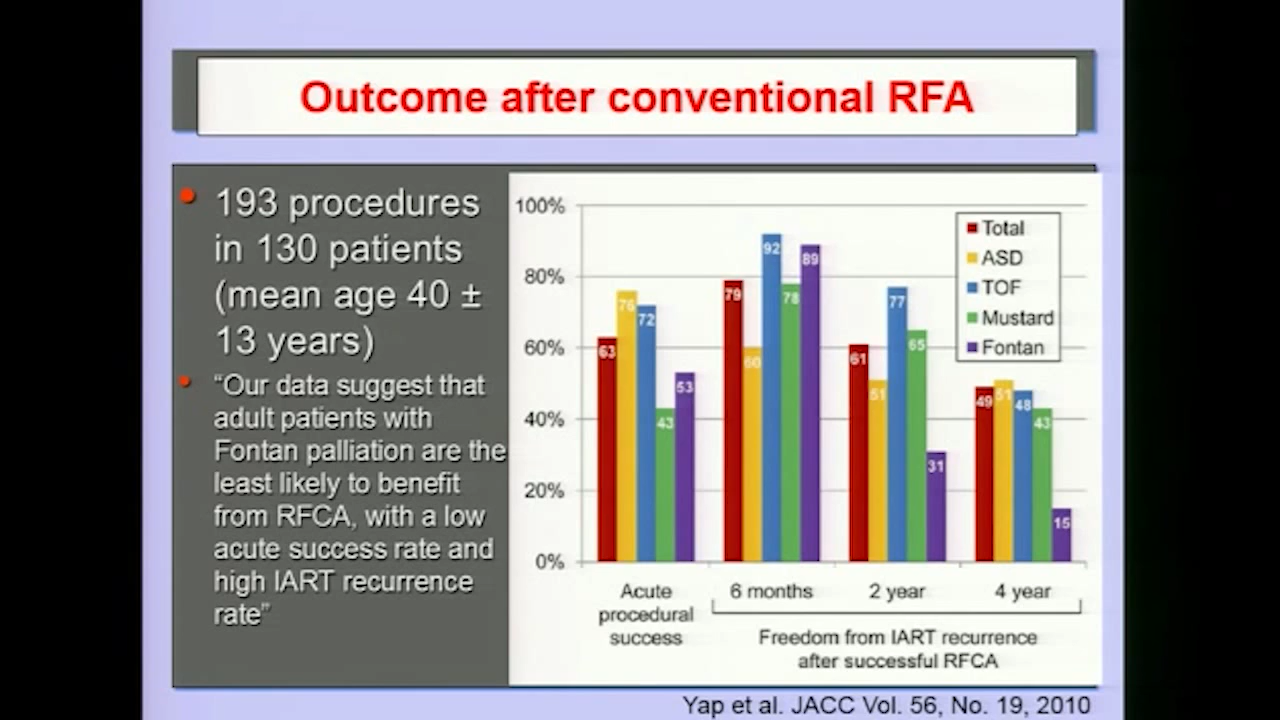 Outcome after conventional RFA
193 procedures
in 130 patients
(mean age 40 ±
13 years)
“Our data suggest that
adult patients with
Fontan palliation are the
least likely to benefit
from RFCA, with a low
acute success rate and
high IART recurrence
rate”
100%
80%
60%
40%
20%
0%
63
76
72
43
53
79
60
92
78
89
61
51
77
65
31
49
51
48
43
15
Total
ASD
TOF
Mustard
Fontan
Acute
procedural
success
6 months
2 year
4 year
Freedom from IART recurrence
after successful RFCA
Yap et al. JACC Vol. 56, No. 19, 2010